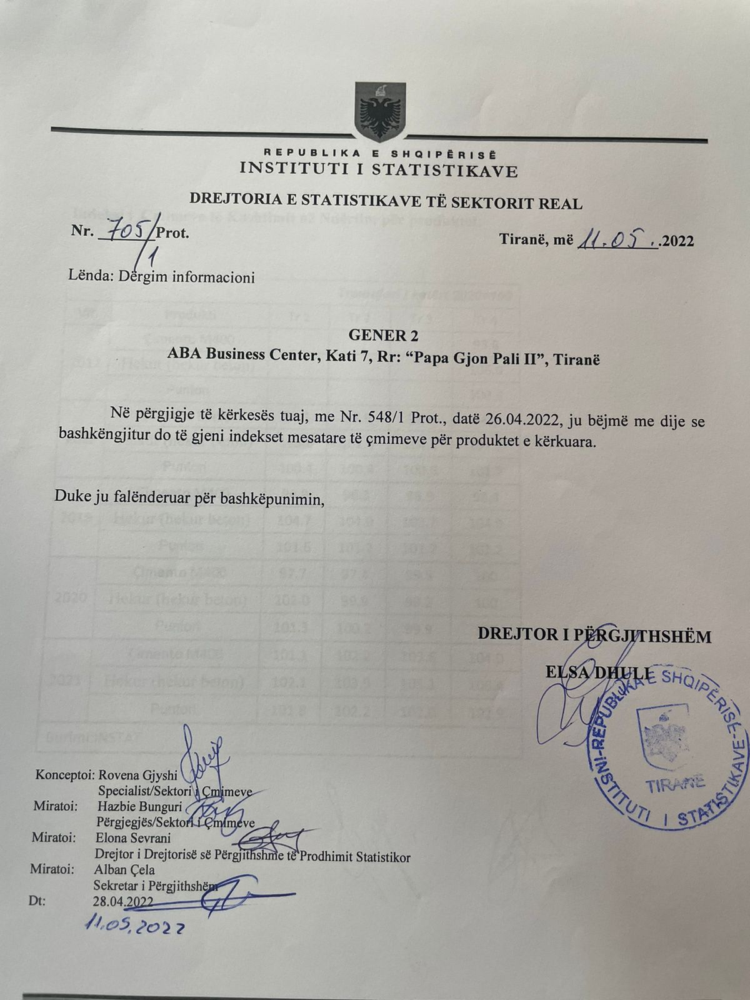 REPUBLIKA E SHQIPËRISË
INSTITUTI I STATISTIKAVE
DREJTORIA E STATISTIKAVE TË SEKTORIT REAL
Nr. 705/1 Prot.
Tiranë, më 11.05..2022
Lënda: Dërgim informacioni
GENER 2
ABA Business Center, Kati 7, Rr: “Papa Gjon Pali II”, Tiranë
Në përgjigje të kërkesës tuaj, me Nr. 548/1 Prot., datë 26.04.2022, ju bëjmë me dije se
bashkëngjitur do të gjeni indekset mesatare të çmimeve për produktet e kërkuara.
Duke ju falënderuar për bashkëpunimin,
DREJTOR I PËRGJITHSHËM
ELSA DHULI
REPUBLIKA E SHQIPËRISË
INSTITUTI I STATISTIKAVE
TIRANË
Konceptoi: Rovena Gjyshi
Specialist/Sektori i Çmimeve
Miratoi: Hazbie Bunguri
Përgjegjës/Sektori i Çmimeve
Miratoi: Elona Sevrani
Drejtor i Drejtorisë së Përgjithshme të Prodhimit Statistikor
Miratoi: Alban Çela
Sekretar i Përgjithshëm
Dt: 28.04.2022
11.05.2022